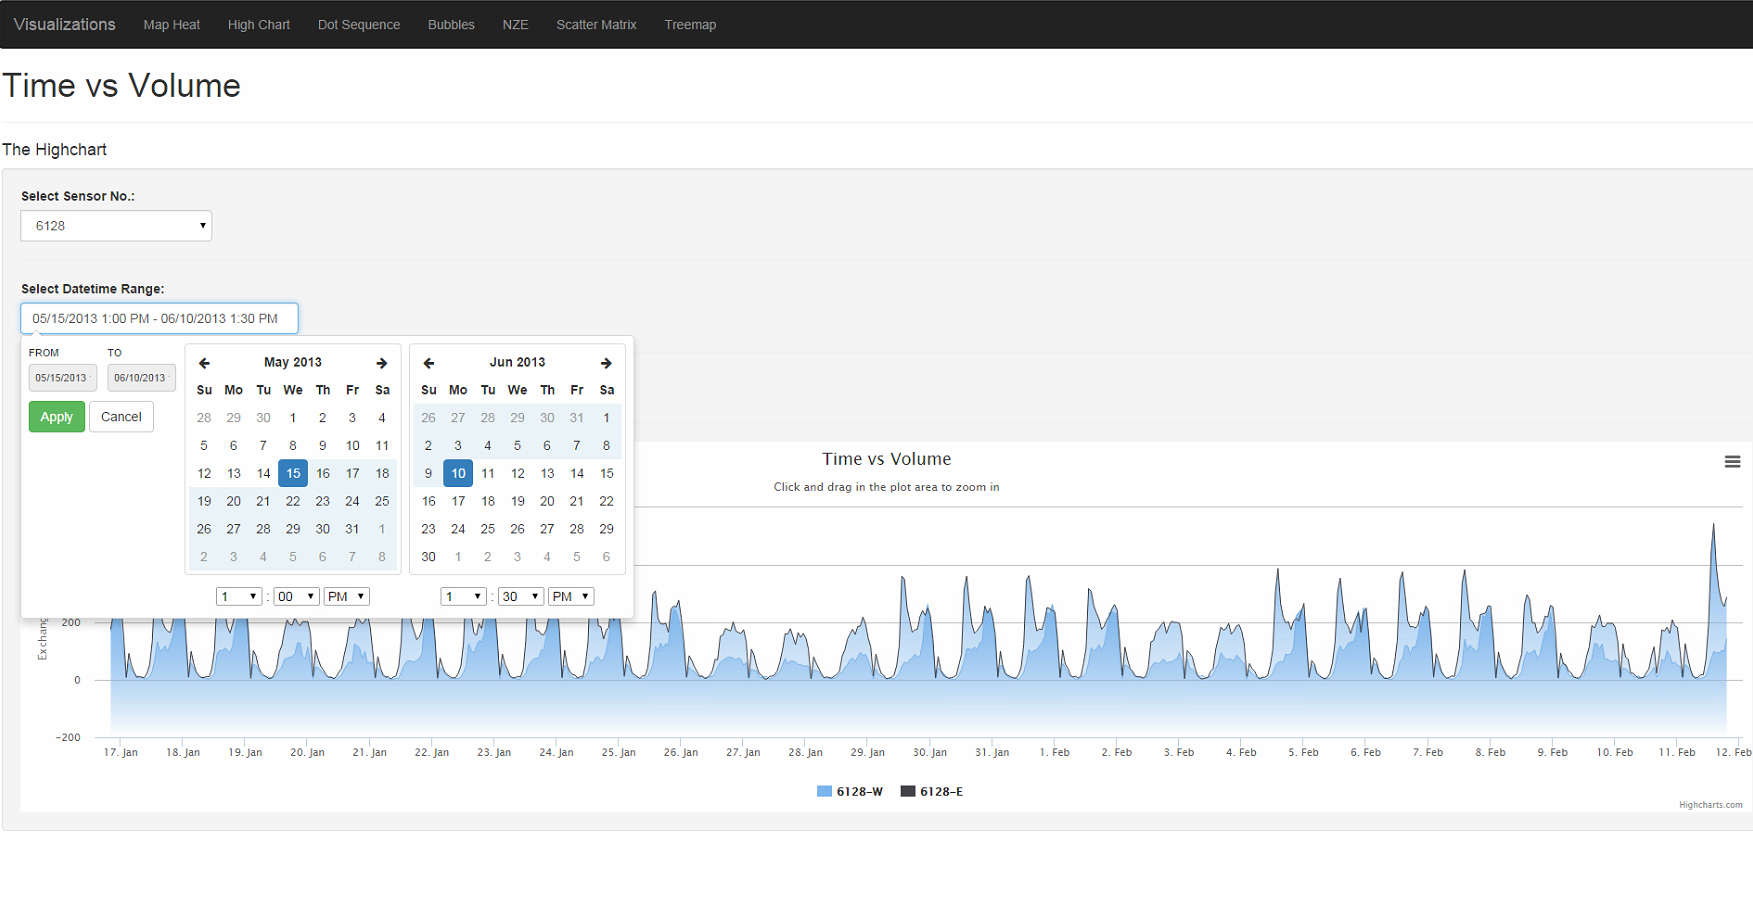 Visualizations Map Heat High Chart Dot Sequence Bubbles NZE Scatter Matrix Treemap
Time vs Volume
The Highchart
Select Sensor No.:
6128
Select Datetime Range:
05/15/2013 1:00 PM - 06/10/2013 1:30 PM
FROM TO
05/15/2013 06/10/2013
Apply Cancel
May 2013
Su Mo Tu We Th Fr Sa
28 29 30 1 2 3 4
5 6 7 8 9 10 11
12 13 14 15 16 17 18
19 20 21 22 23 24 25
26 27 28 29 30 31 1
2 3 4 5 6 7 8
1 : 00 PM
Jun 2013
Su Mo Tu We Th Fr Sa
26 27 28 29 30 31 1
2 3 4 5 6 7 8
9 10 11 12 13 14 15
16 17 18 19 20 21 22
23 24 25 26 27 28 29
30 1 2 3 4 5 6
1 : 30 PM
Time vs Volume
Click and drag in the plot area to zoom in
200
0
-200
17. Jan 18. Jan 19. Jan 20. Jan 21. Jan 22. Jan 23. Jan 24. Jan 25. Jan 26. Jan 27. Jan 28. Jan 29. Jan 30. Jan 31. Jan 1. Feb 2. Feb 3. Feb 4. Feb 5. Feb 6. Feb 7. Feb 8. Feb 9. Feb 10. Feb 11. Feb 12. Feb
6128-W 6128-E
Highcharts.com